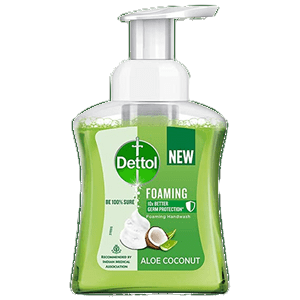 Dettol
NEW
FOAMING
10x BETTER
GERM PROTECTION*
Foaming Handwash
BE 100% SURE
RECOMMENDED BY
INDIAN MEDICAL
ASSOCIATION
ALOE COCONUT